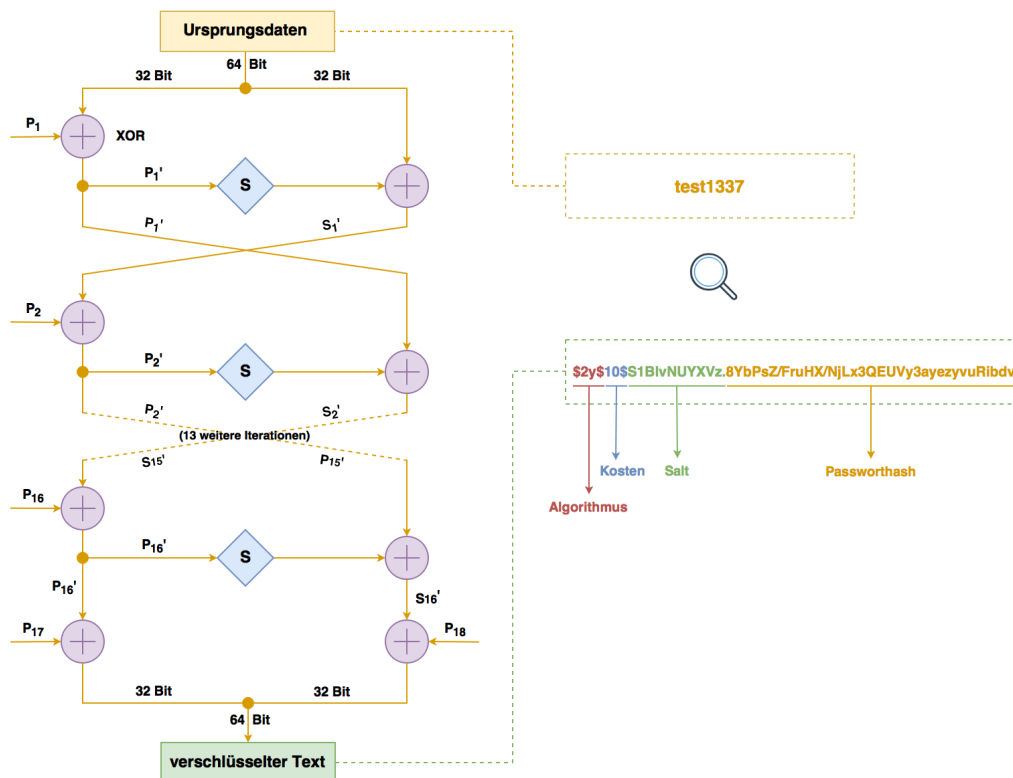 Ursprungsdaten
64 Bit
32 Bit
32 Bit
P1
XOR
P1'
S
P1'
S1'
test1337
P2
P2'
S
P2'
S2'
(13 weitere Iterationen)
S15'
P15'
$2y$10$S1BlvNUYXVz.8YbPsZ/FruHX/NjLx3QEUVy3ayezyvuRibdv
Kosten
Salt
Passworthash
Algorithmus
P16
P16'
S
P16'
S16'
P17
P18
32 Bit
32 Bit
64 Bit
verschlüsselter Text